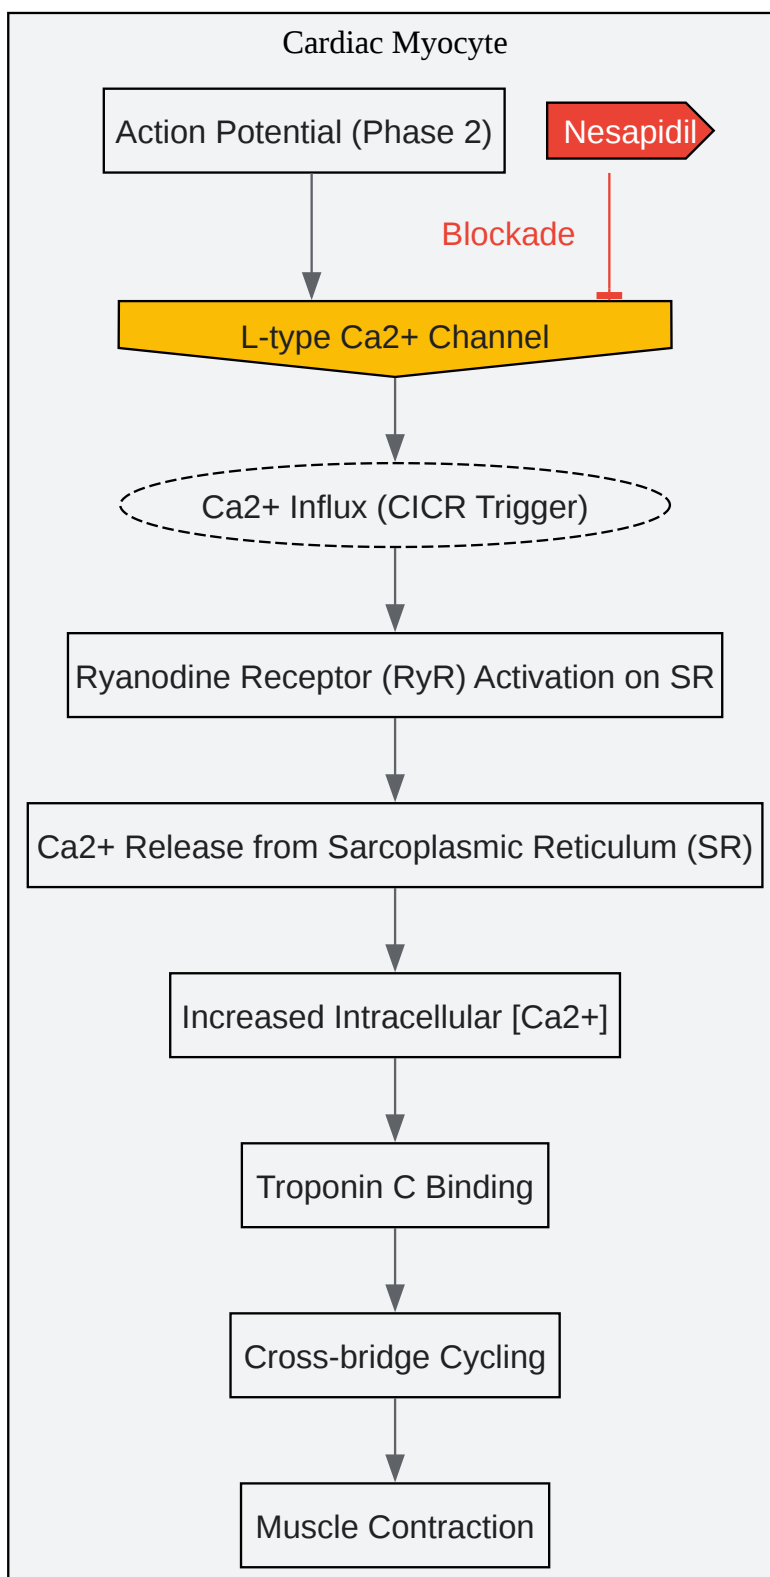 Cardiac Myocyte
Action Potential (Phase 2)
Nesapidil
Blockade
L-type Ca2+ Channel
Ca2+ Influx (CICR Trigger)
Ryanodine Receptor (RyR) Activation on SR
Ca2+ Release from Sarcoplasmic Reticulum (SR)
Increased Intracellular [Ca2+]
Troponin C Binding
Cross-bridge Cycling
Muscle Contraction